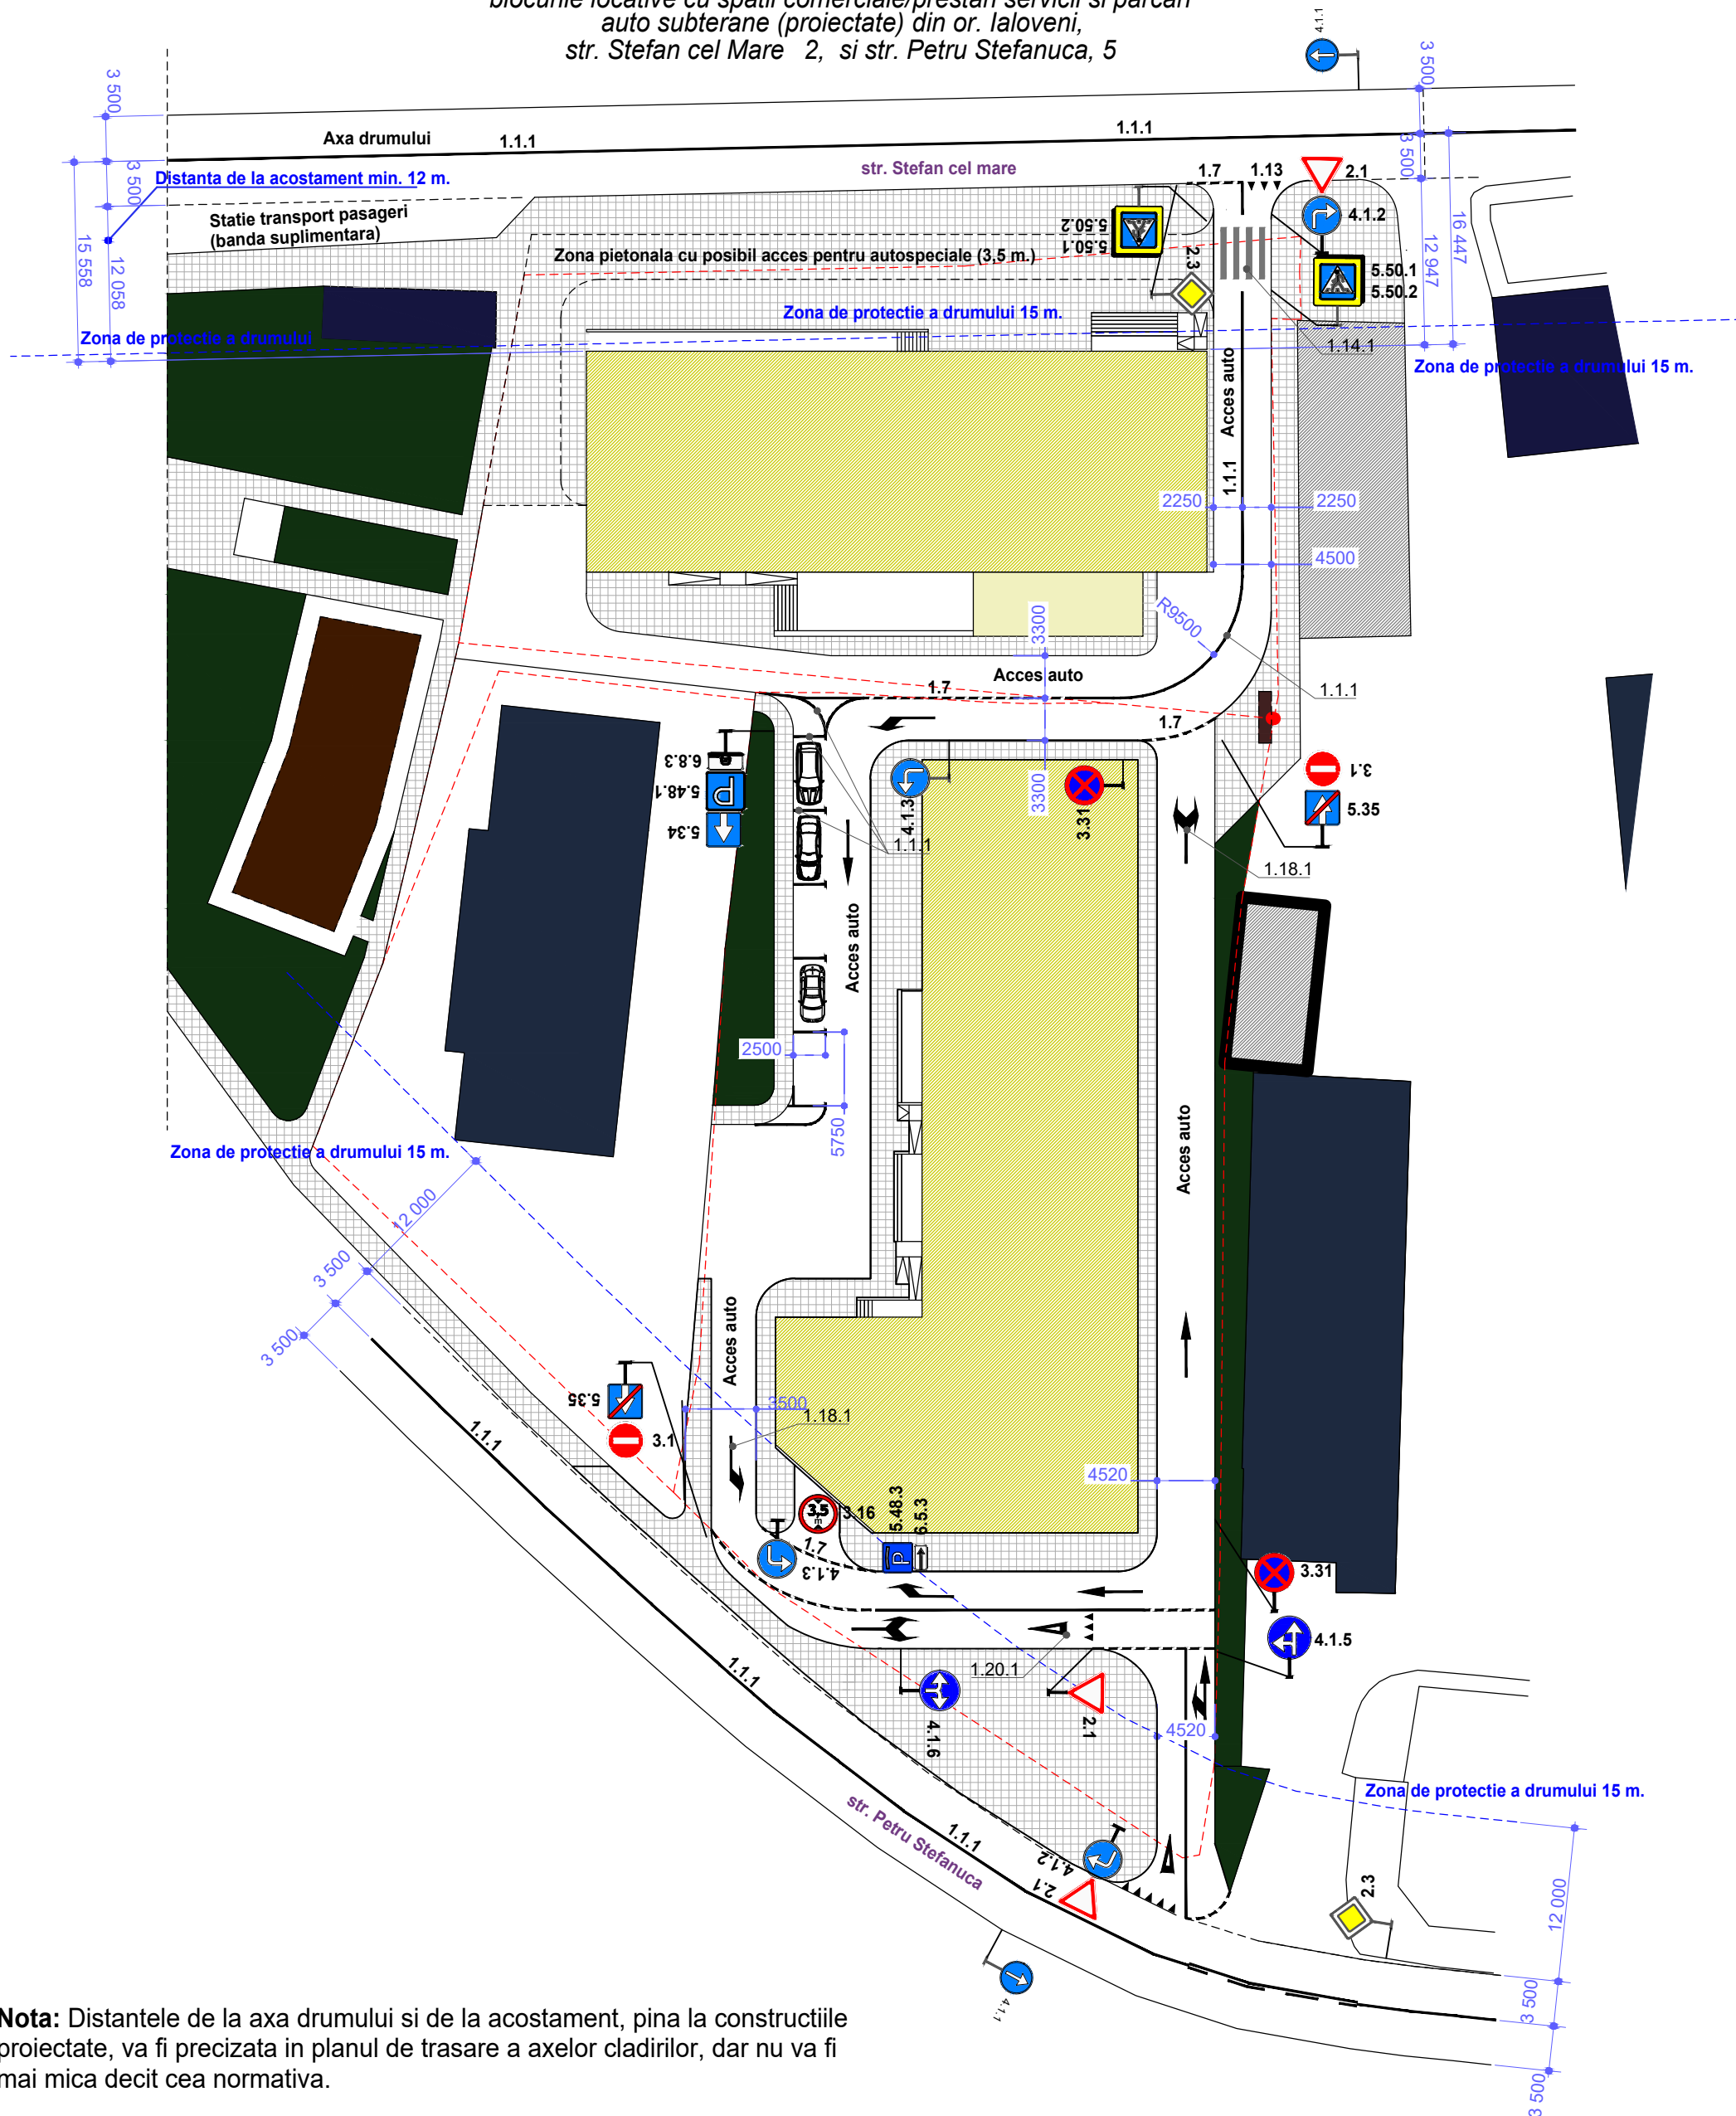 blocurile locative cu spatii comerciale/prestari servicii si parcari
auto subterane (proiectate) din or. Ialoveni,
str. Stefan cel Mare 2, si str. Petru Stefanuca, 5
4.1.1
3 500
3 500
Axa drumului
1.1.1
1.1.1
str. Stefan cel mare
1.7
1.13
2.1
3 500
3 500
Distanta de la acostament min. 12 m.
4.1.2
Statie transport pasageri
(banda suplimentara)
15 558
12 058
16 447
12 947
5.50.2
5.50.1
2.3
Zona pietonala cu posibil acces pentru autospeciale (3,5 m.)
5.50.1
5.50.2
Zona de protectie a drumului 15 m.
Zona de protectie a drumului
1.14.1
Zona de protectie a drumului 15 m.
Acces auto
1.1.1
2250
2250
4500
R9500
3300
Acces auto
1.7
1.1.1
1.7
6.8.3
5.48.1
5.34
P
4.1.3
3300
3.31
3.1
5.35
1.1.1
1.18.1
Acces auto
2500
5750
Acces auto
Zona de protectie a drumului 15 m.
12 000
3 500
3 500
Acces auto
5.35
3.1
3500
1.18.1
1.1.1
4520
3.5
m
3.16
5.48.3
6.5.3
1.7
4.1.3
P
3.31
4.1.5
1.20.1
1.1.1
4.1.6
2.1
4520
Zona de protectie a drumului 15 m.
str. Petru Stefanuca
1.1.1
4.1.2
2.1
2.3
12 000
4.1.1
3 500
3 500
Nota: Distantele de la axa drumului si de la acostament, pina la constructiile
proiectate, va fi precizata in planul de trasare a axelor cladirilor, dar nu va fi
mai mica decit cea normativa.